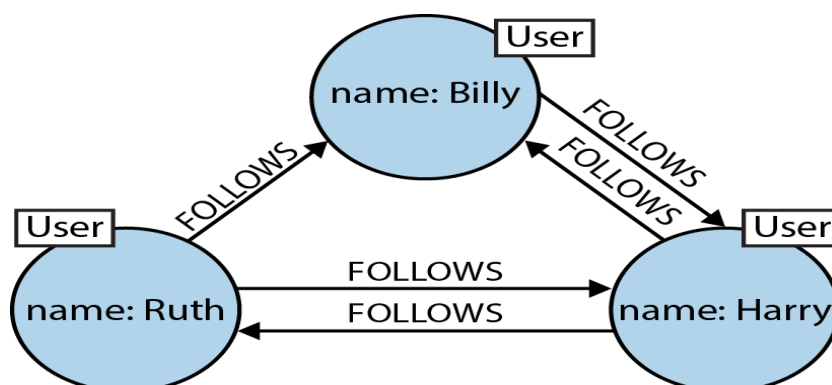 User
name: Billy
FOLLOWS
FOLLOWS
FOLLOWS
User
User
name: Ruth
FOLLOWS
FOLLOWS
name: Harry